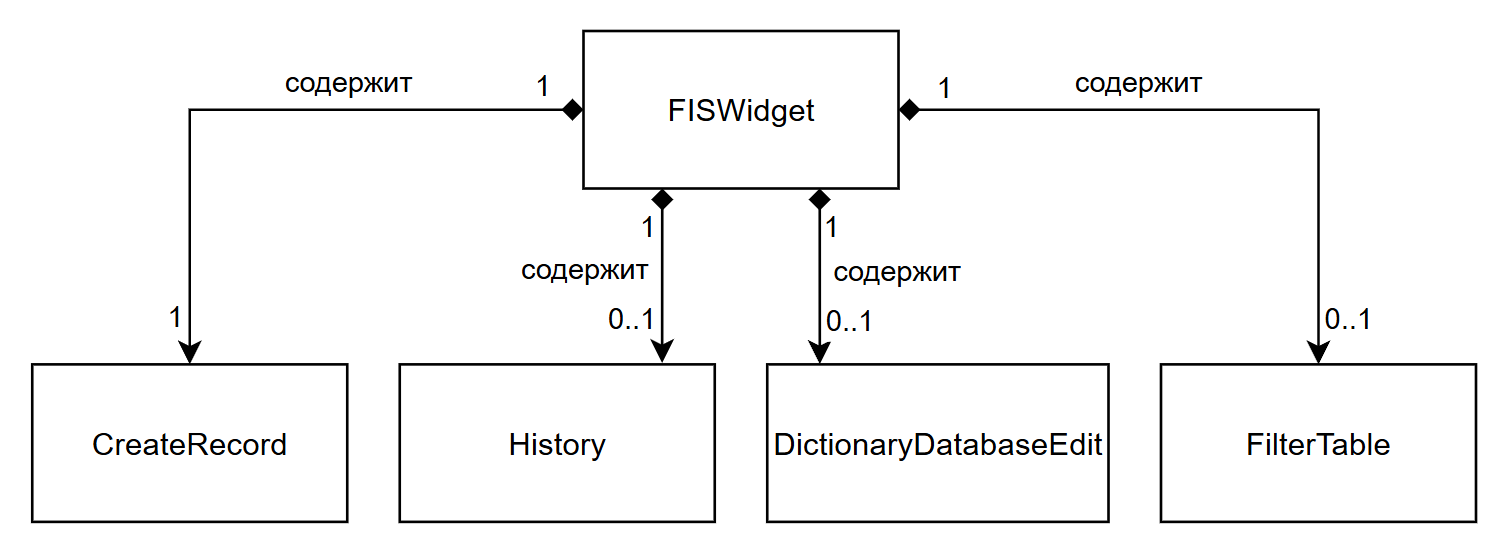 содержит
1
FISWidget
1
содержит
1
содержит
0..1
1
содержит
0..1
1
0..1
CreateRecord
History
DictionaryDatabaseEdit
FilterTable